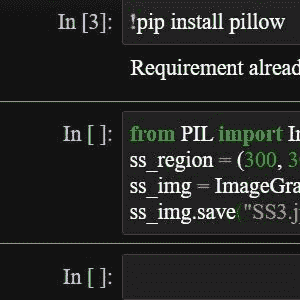 In [3]: !pip install pillow
Requirement alread
In [ ]: from PIL import In
ss_region = (300, 3
ss_img = ImageGra
ss_img.save("SS3.j
In [ ]: